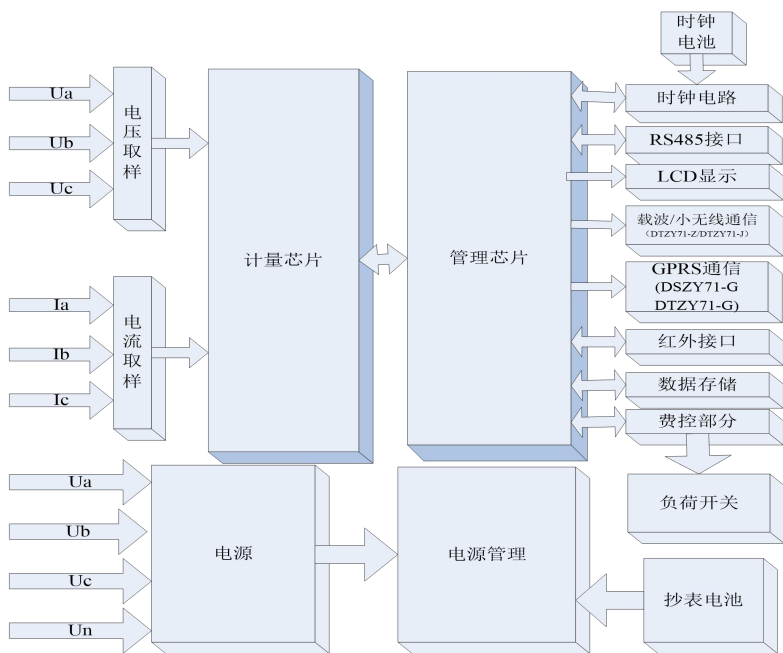 时钟
电池
Ua
Ub
Uc
电压取样
计量芯片
管理芯片
时钟电路
RS485接口
LCD显示
载波/小无线通信
（DTZY71-Z/DTZY71-J）
GPRS通信
(DSZY71-G
DTZY71-G)
红外接口
数据存储
费控部分
负荷开关
Ia
Ib
Ic
电流取样
Ua
Ub
Uc
Un
电源
电源管理
抄表电池